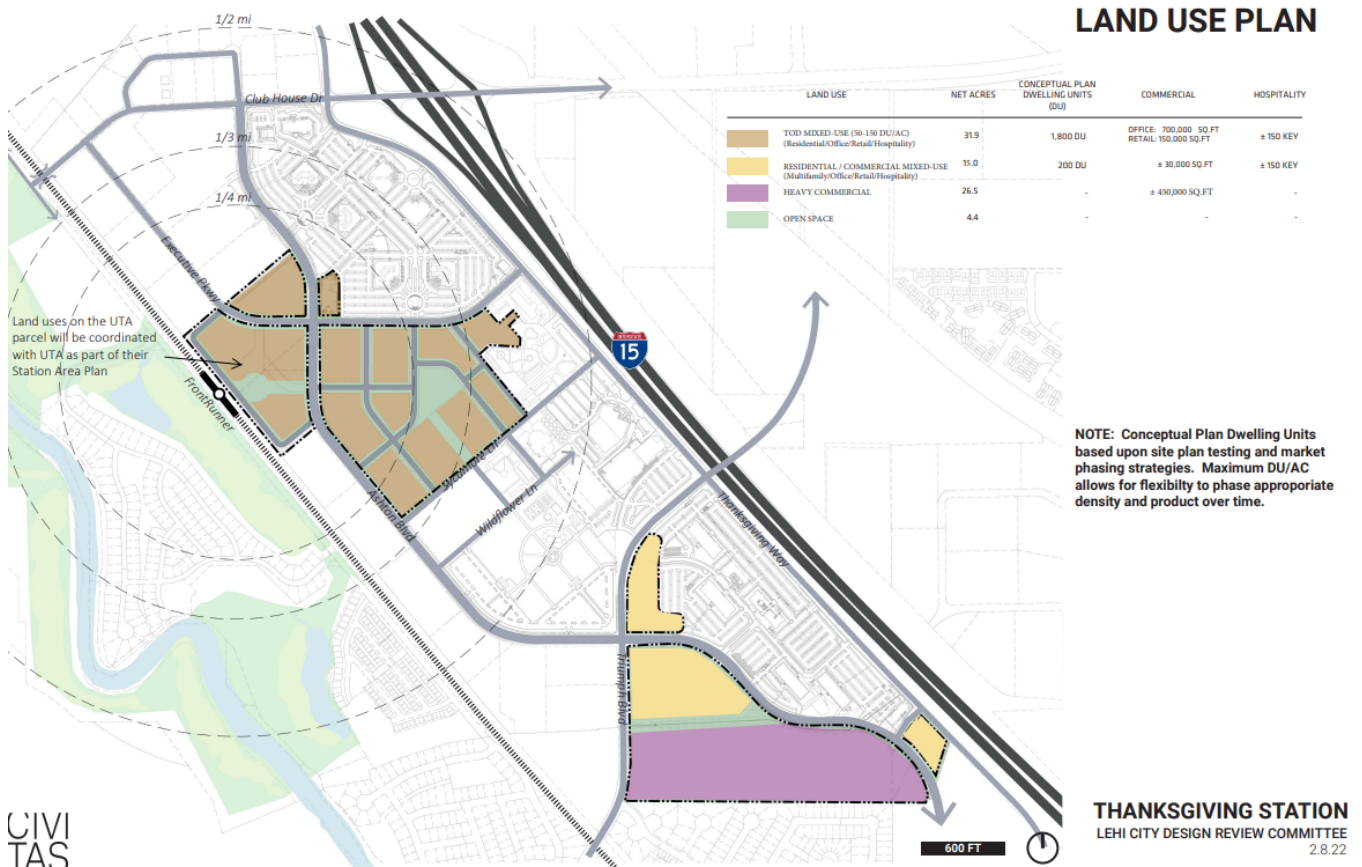 LAND USE PLAN
1/2 mi
Club House Dr
1/3 mi
1/4 mi
Executive Pkwy
Land uses on the UTA
parcel will be coordinated
with UTA as part of their
Station Area Plan
FrontRunner
Ashton Blvd
Sycamore Dr
Wildflower Ln
Thanksgiving Way
Triumph Blvd
INTERSTATE
15
LAND USE NET ACRES CONCEPTUAL PLAN DWELLING UNITS (DU) COMMERCIAL HOSPITALITY
TOD MIXED-USE (50-150 DU/AC) 31.9 1,800 DU OFFICE: 700,000 SQ.FT ± 150 KEY
(Residential/Office/Retail/Hospitality) RETAIL: 150,000 SQ.FT
RESIDENTIAL / COMMERCIAL MIXED-USE 15.0 200 DU ± 30,000 SQ.FT ± 150 KEY
(Multifamily/Office/Retail/Hospitality)
HEAVY COMMERCIAL 26.5 - ± 450,000 SQ.FT -
OPEN SPACE 4.4 - - -
NOTE: Conceptual Plan Dwelling Units
based upon site plan testing and market
phasing strategies. Maximum DU/AC
allows for flexibilty to phase approporiate
density and product over time.
CIVI
TAS
600 FT
THANKSGIVING STATION
LEHI CITY DESIGN REVIEW COMMITTEE
2.8.22